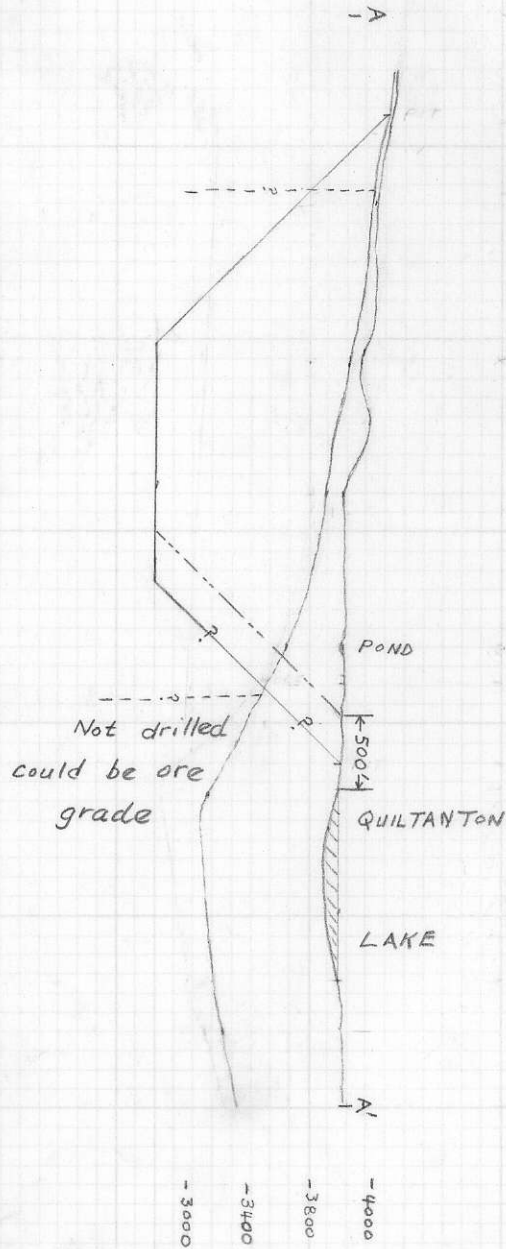 A
PIT
?
POND
?
?
?
Not drilled
could be ore
grade
500'
QUILTANTON
LAKE
A'
-4000
-3800
-3400
-3000